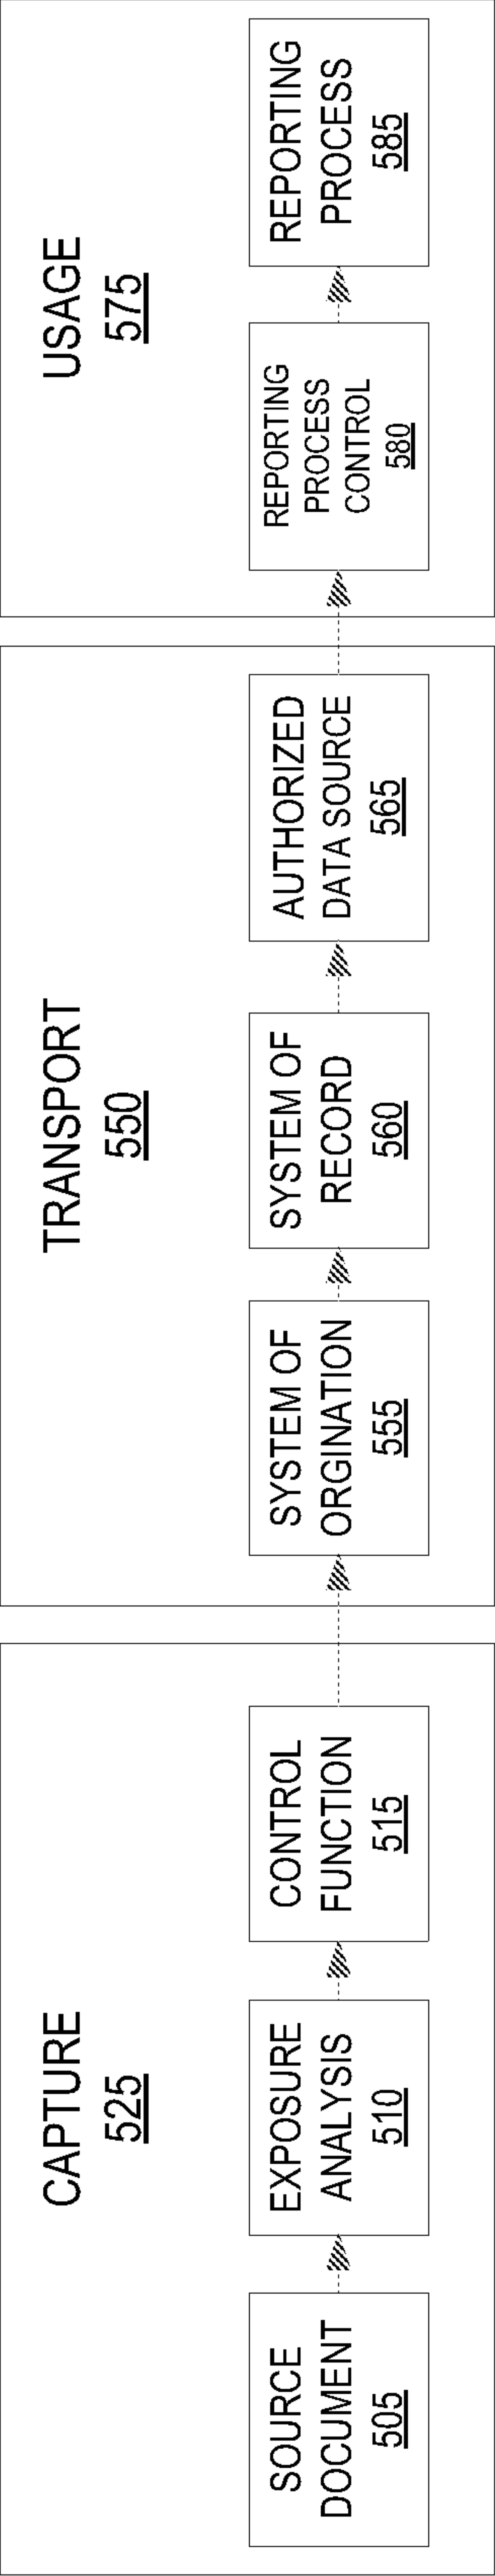 CAPTURE
525
SOURCE
DOCUMENT
505
EXPOSURE
ANALYSIS
510
CONTROL
FUNCTION
515
TRANSPORT
550
SYSTEM OF
ORGINATION
555
SYSTEM OF
RECORD
560
AUTHORIZED
DATA SOURCE
565
USAGE
575
REPORTING
PROCESS
CONTROL
580
REPORTING
PROCESS
585